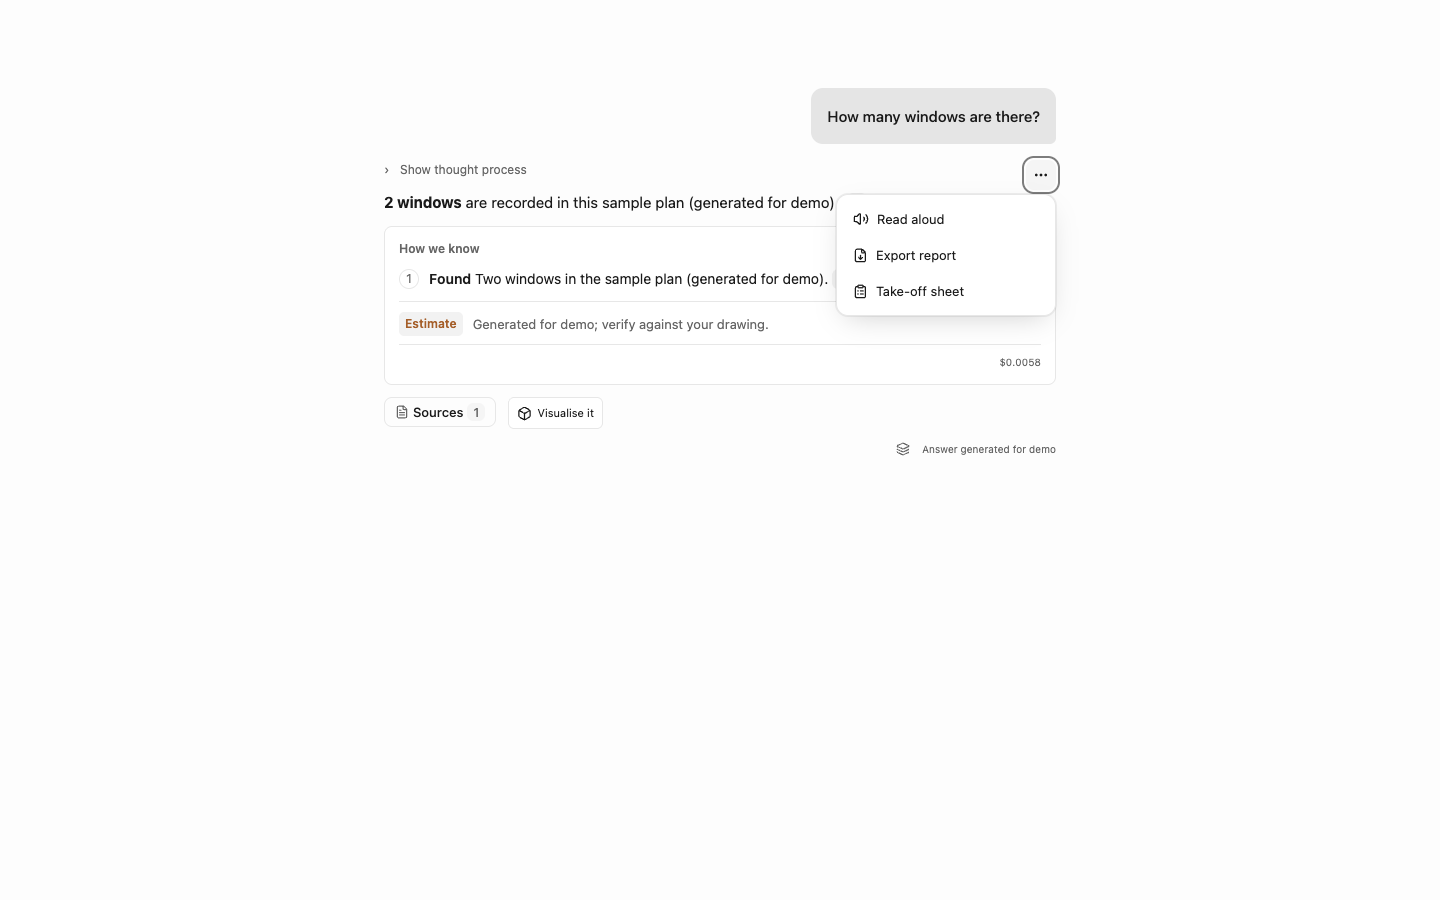 How many windows are there?
› Show thought process
2 windows are recorded in this sample plan (generated for demo)
Read aloud
Export report
Take-off sheet
How we know
1 Found Two windows in the sample plan (generated for demo).
Estimate Generated for demo; verify against your drawing.
$0.0058
Sources 1
Visualise it
Answer generated for demo